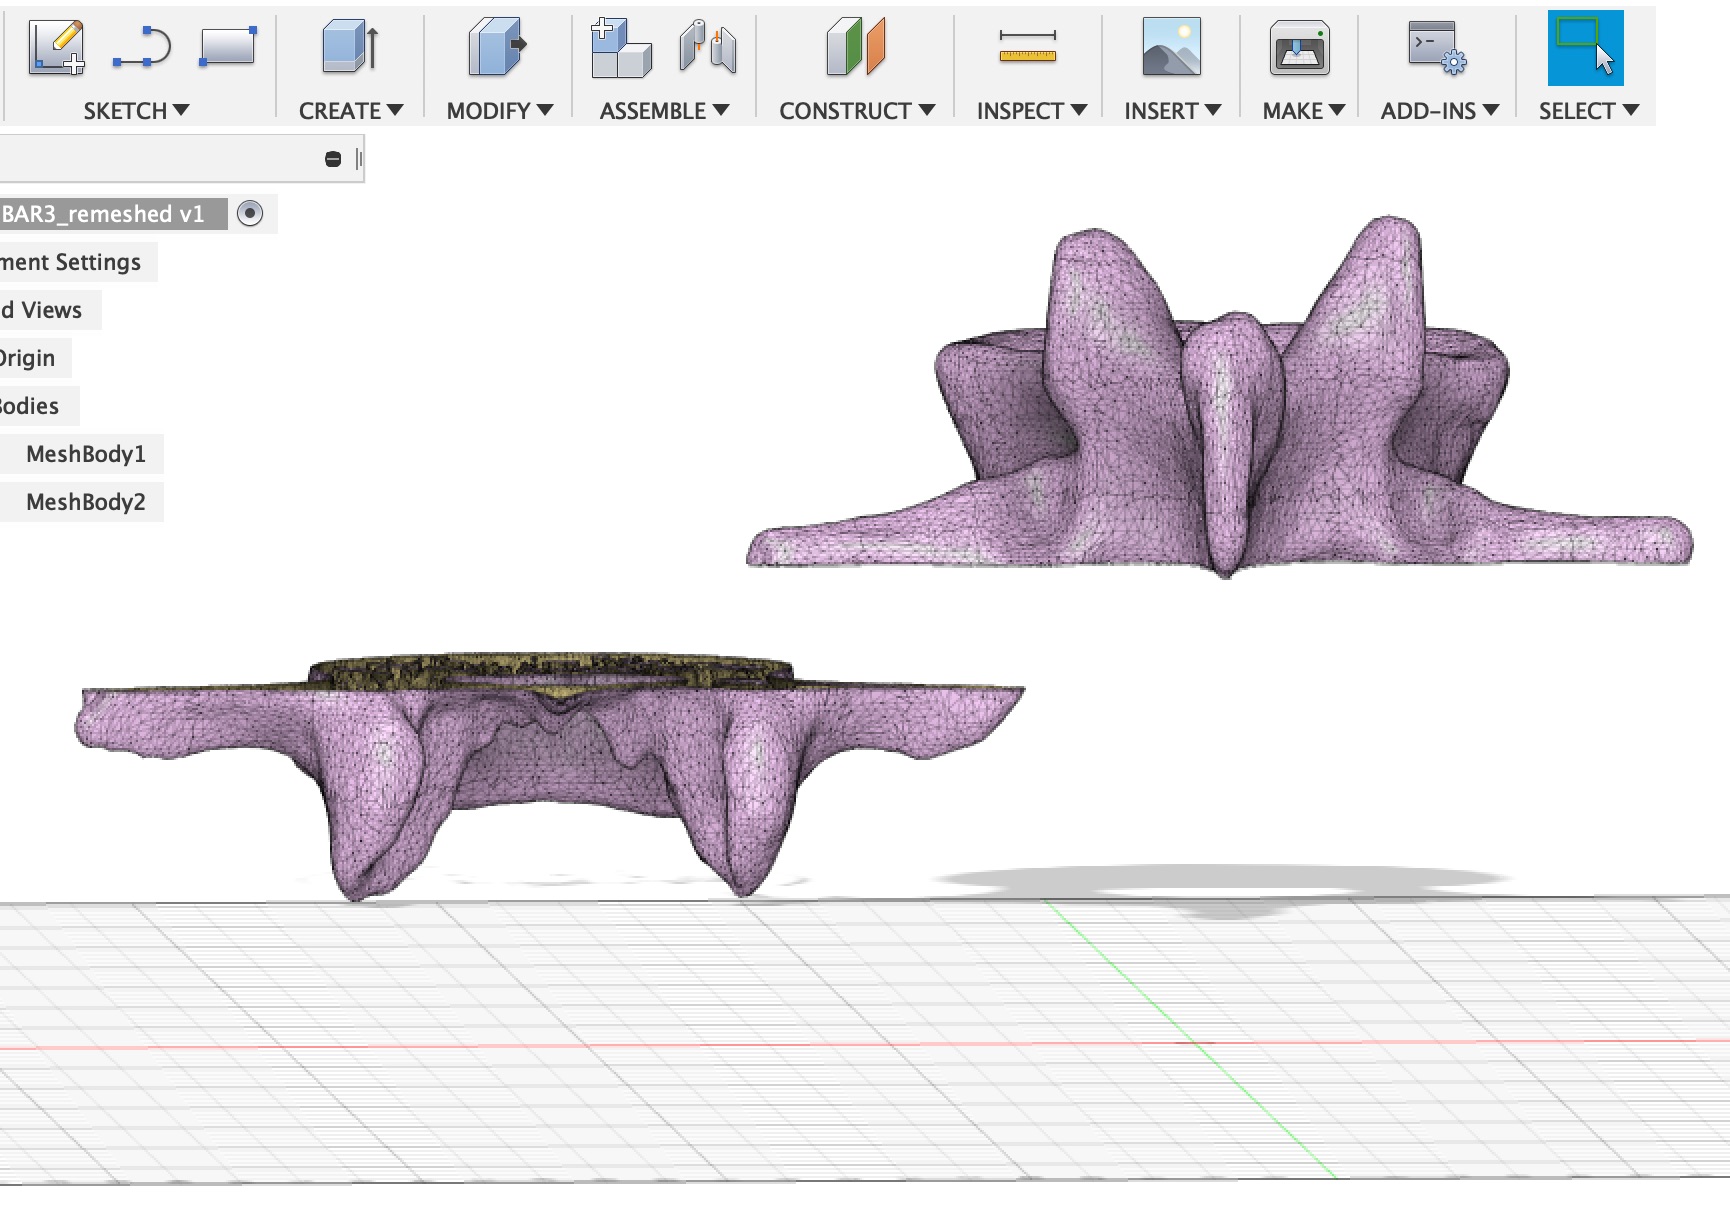 SKETCH CREATE MODIFY ASSEMBLE CONSTRUCT INSPECT INSERT MAKE ADD-INS SELECT
BAR3_remeshed v1
ment Settings
d Views
Origin
Bodies
MeshBody1
MeshBody2